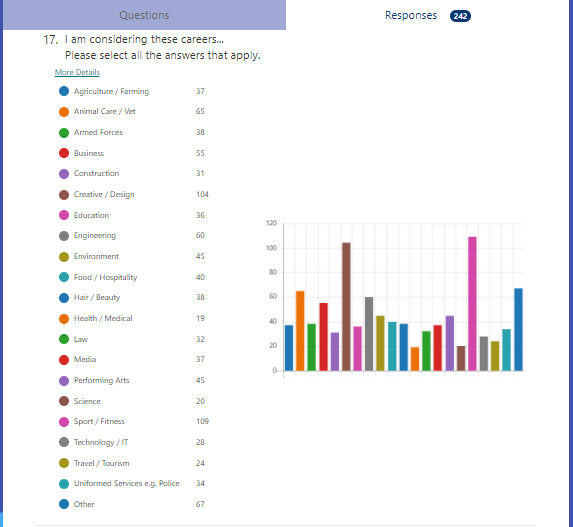 Questions
Responses 242
17. I am considering these careers...
Please select all the answers that apply.
More Details
Agriculture / Farming 37
Animal Care / Vet 65
Armed Forces 38
Business 55
Construction 31
Creative / Design 104
Education 36
Engineering 60
Environment 45
Food / Hospitality 40
Hair / Beauty 38
Health / Medical 19
Law 32
Media 37
Performing Arts 45
Science 20
Sport / Fitness 109
Technology / IT 28
Travel / Tourism 24
Uniformed Services e.g. Police 34
Other 67
120
100
80
60
40
20
0